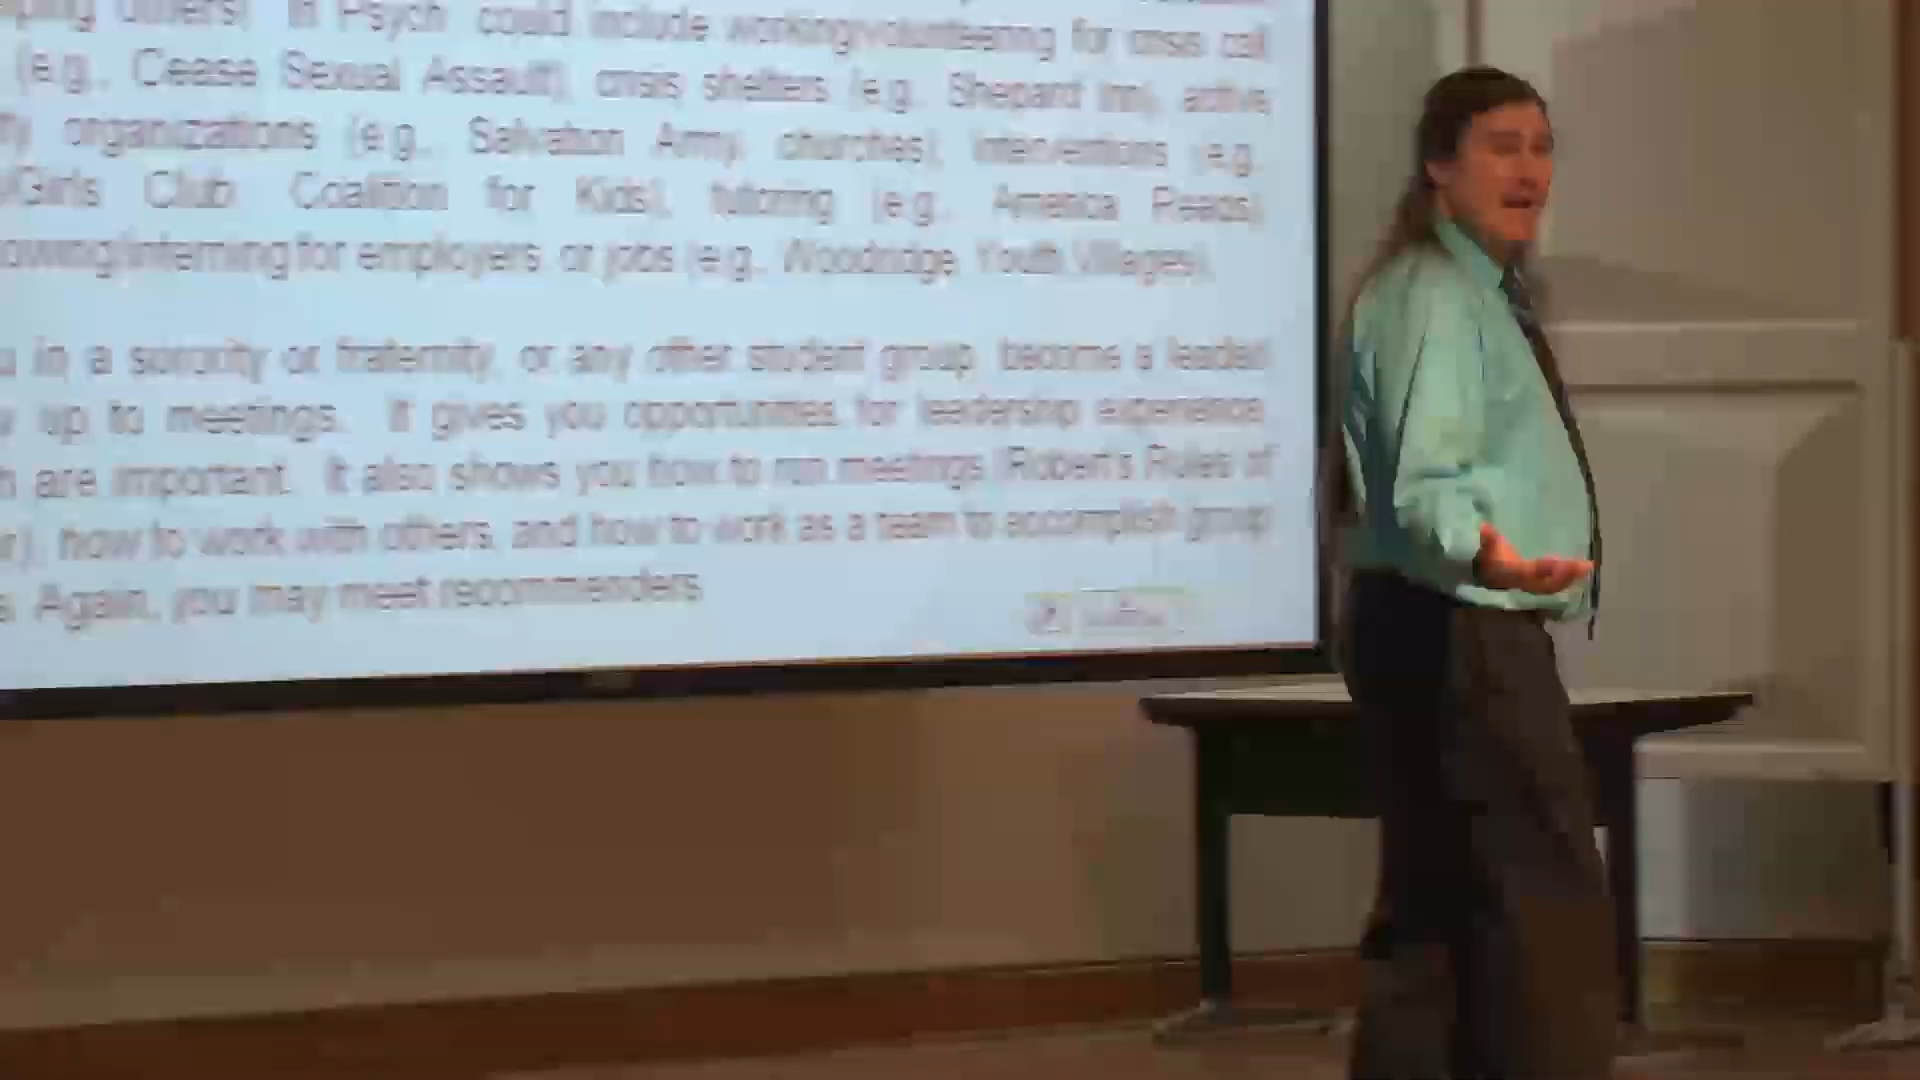 in Psych could include working/volunteering for crisis call
(e.g., Cease Sexual Assault), crisis shelters (e.g. Shepard Inn), active
organizations (e.g., Salvation Army, churches), interventions (e.g.
/Girls Club Coalition for Kids), tutoring (e.g. America Reads)
owing/interning for employers or jobs (e.g., Woodridge Youth Villages).
u in a sorority or fraternity, or any other student group, become a leader
up to meetings. It gives you opportunities for leadership experience
h are important. It also shows you how to run meetings (Robert's Rules of
r), how to work with others, and how to work as a team to accomplish group
s. Again, you may meet recommenders